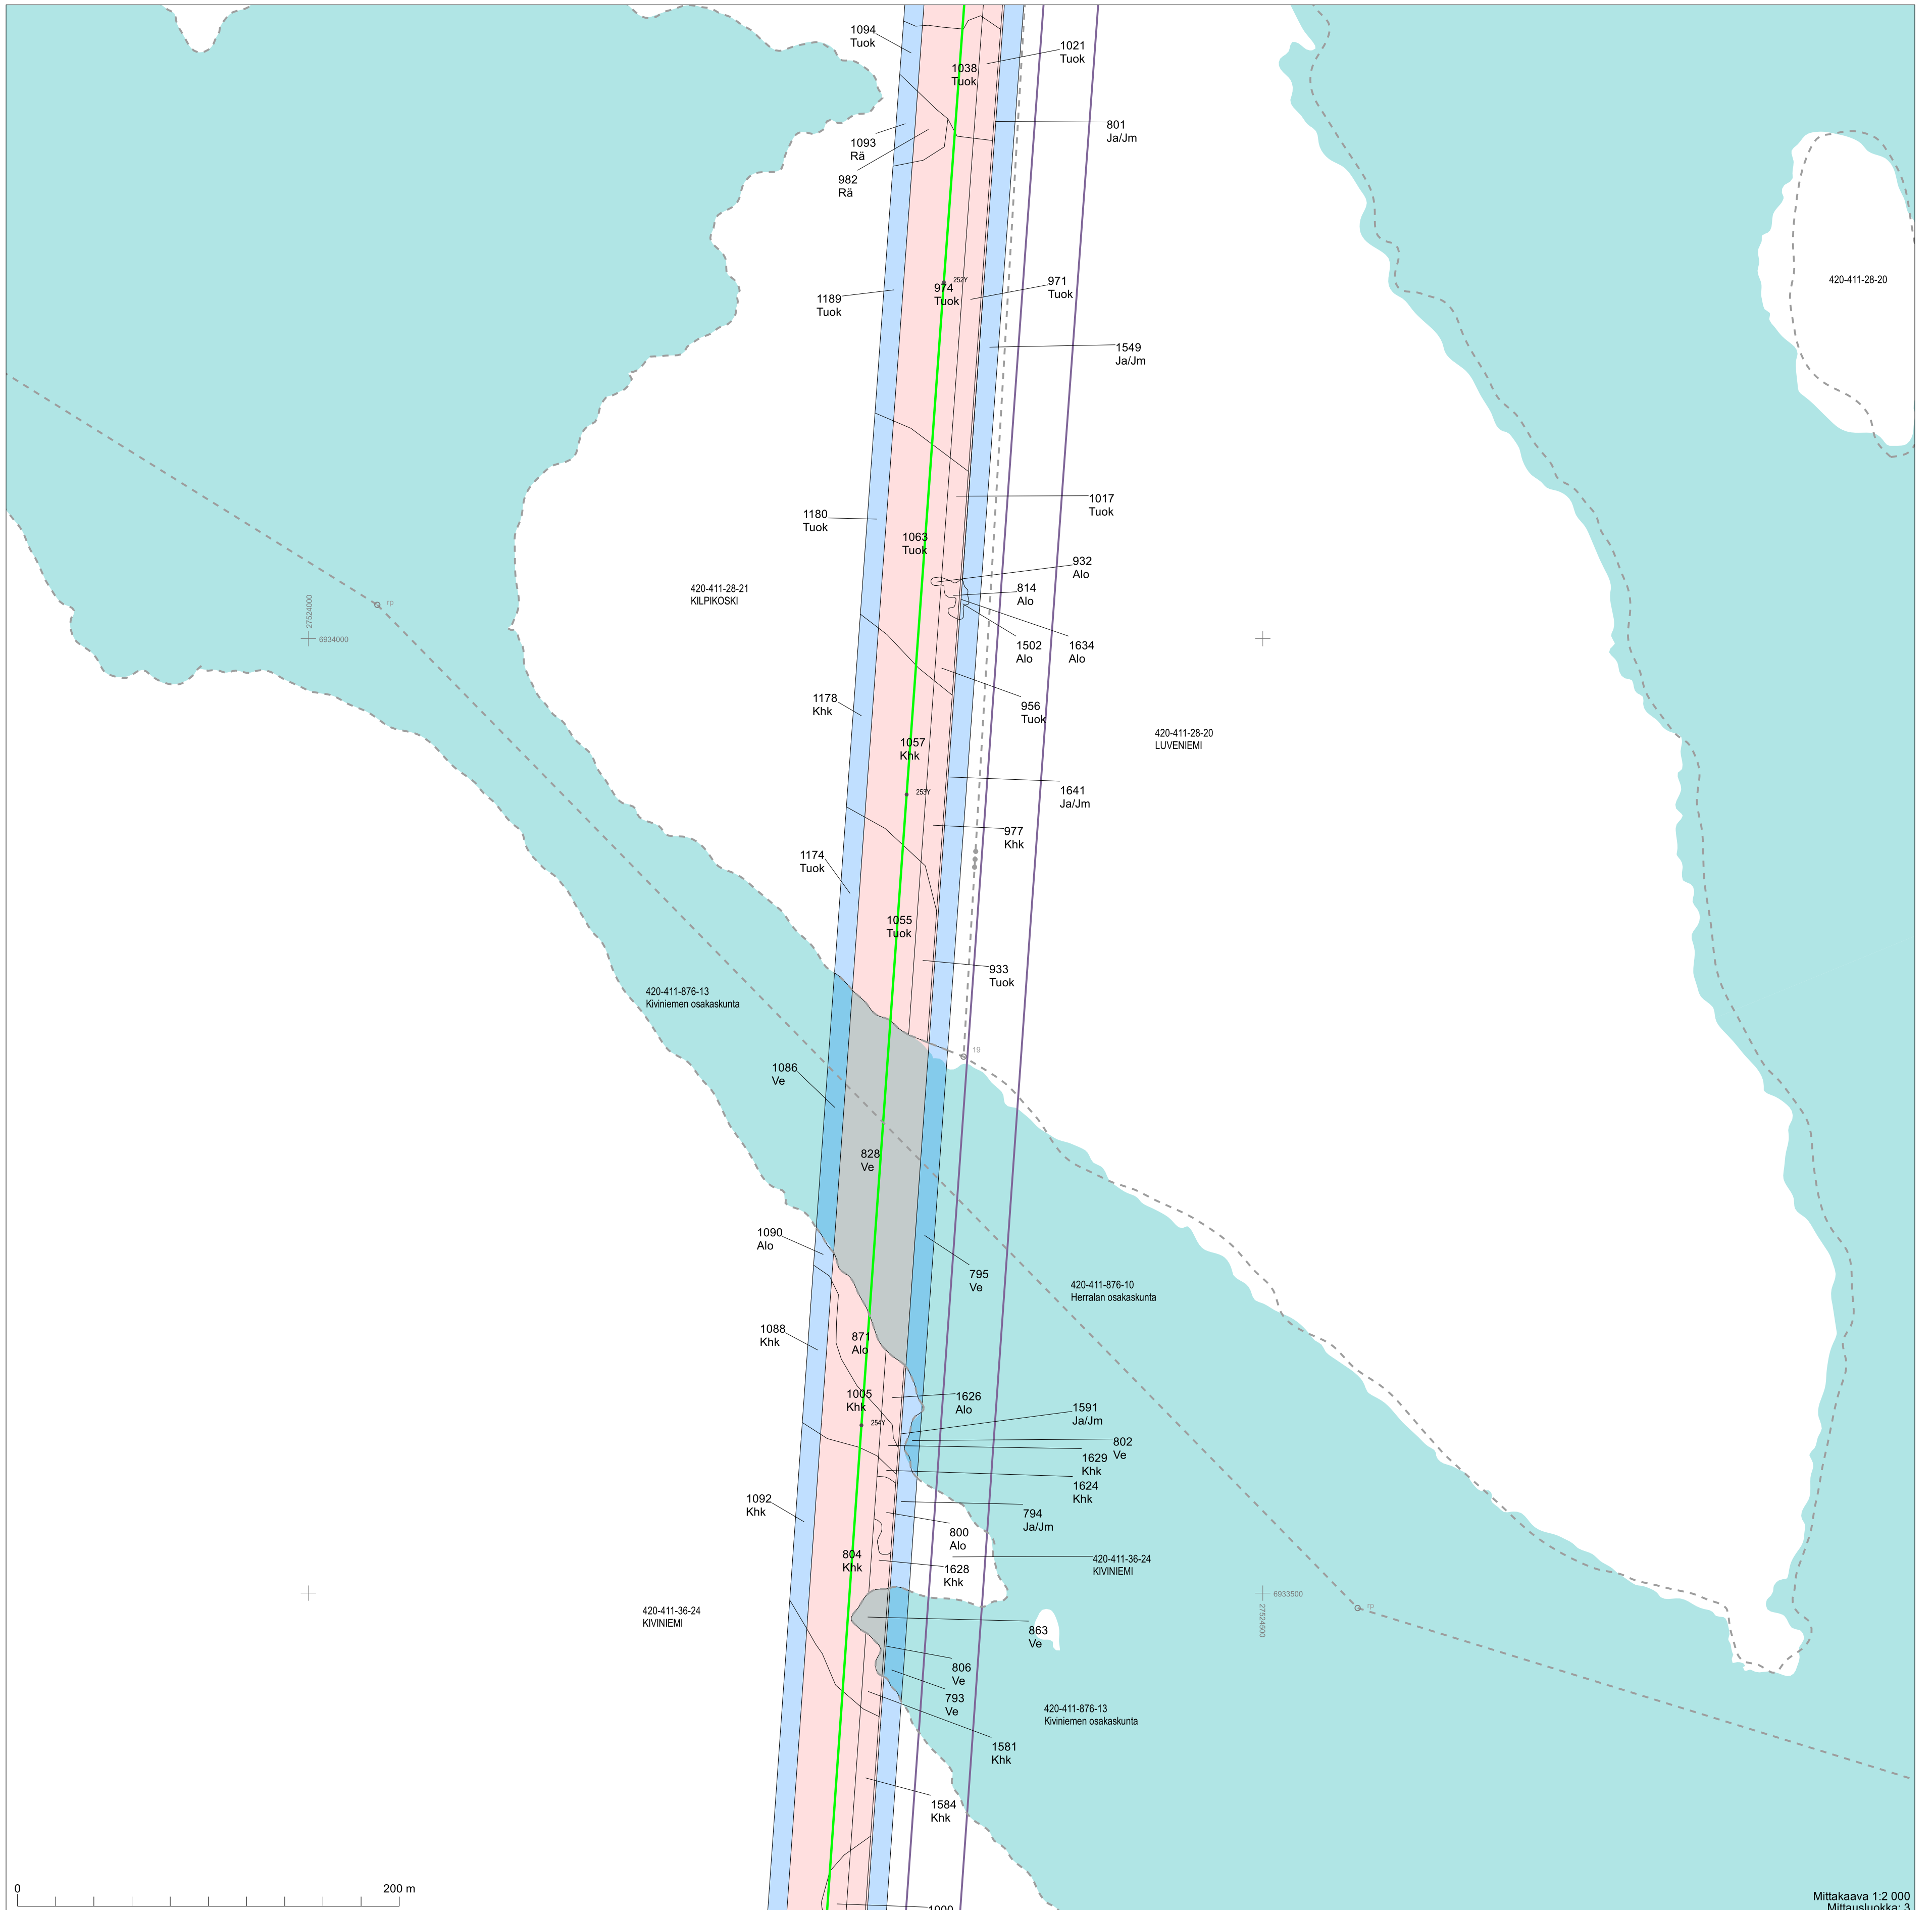 1094
Tuok
1021
Tuok
1038
Tuok
801
Ja/Jm
1093
Rä
982
Rä
420-411-28-20
252Y
974
Tuok
971
Tuok
1189
Tuok
1549
Ja/Jm
1017
Tuok
1180
Tuok
1063
Tuok
932
Alo
420-411-28-21
KILPIKOSKI
814
Alo
27524000
rp
6934000
1502
Alo
1634
Alo
1178
Khk
956
Tuok
420-411-28-20
LUVENIEMI
1057
Khk
253Y
1641
Ja/Jm
977
Khk
1174
Tuok
1055
Tuok
933
Tuok
420-411-876-13
Kiviniemen osakaskunta
19
1086
Ve
828
Ve
1090
Alo
795
Ve
420-411-876-10
Herralan osakaskunta
1088
Khk
871
Alo
1005
Khk
1626
Alo
1591
Ja/Jm
254Y
802
Ve
1629
Khk
1624
Khk
1092
Khk
794
Ja/Jm
800
Alo
804
Khk
1628
Khk
420-411-36-24
KIVINIEMI
6933500
27524500
rp
420-411-36-24
KIVINIEMI
863
Ve
806
Ve
793
Ve
420-411-876-13
Kiviniemen osakaskunta
1581
Khk
1584
Khk
0
200 m
1000
Mittakaava 1:2 000
Mittausluokka: 3